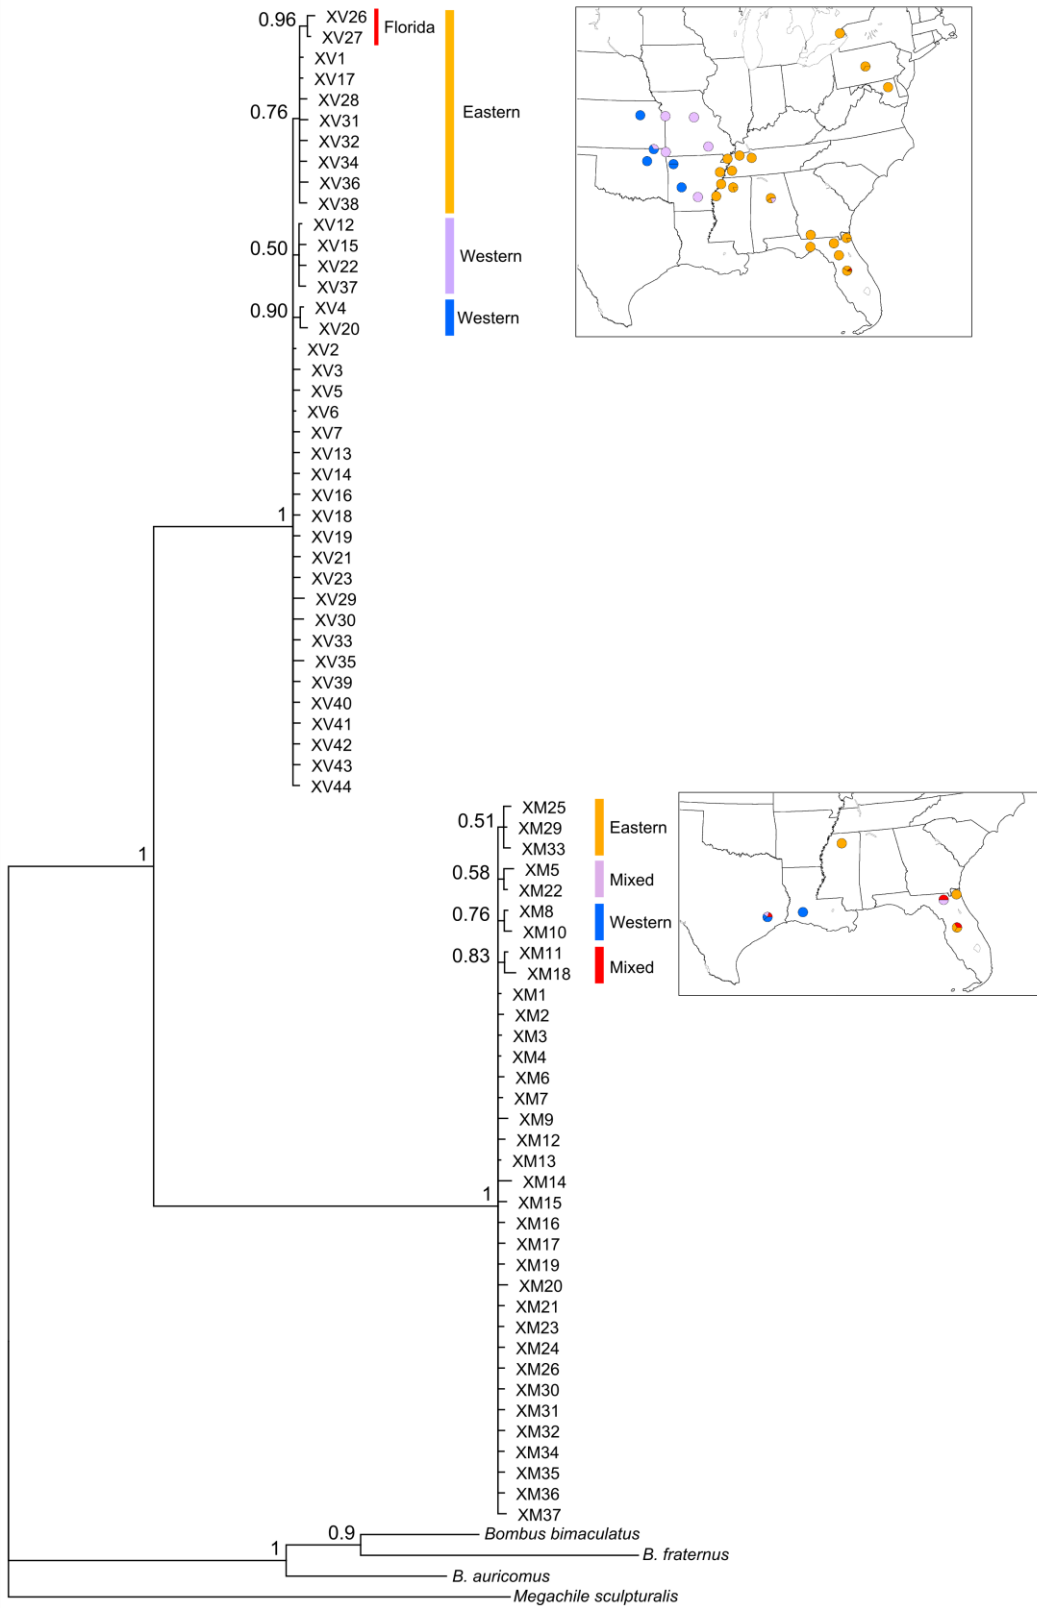 0.96
XV26
XV27
Florida
XV1
XV17
XV28
0.76
XV31
Eastern
XV32
XV34
XV36
XV38
XV12
0.50
XV15
Western
XV22
XV37
0.90
XV4
Western
XV20
XV2
XV3
XV5
XV6
XV7
XV13
XV14
XV16
1
XV18
XV19
XV21
XV23
XV29
XV30
XV33
XV35
XV39
XV40
XV41
XV42
XV43
XV44
XM25
0.51
XM29
Eastern
XM33
1
0.58
XM5
Mixed
XM22
0.76
XM8
Western
XM10
0.83
XM11
Mixed
XM18
XM1
XM2
XM3
XM4
XM6
XM7
XM9
XM12
XM13
XM14
1
XM15
XM16
XM17
XM19
XM20
XM21
XM23
XM24
XM26
XM30
XM31
XM32
XM34
XM35
XM36
XM37
0.9
Bombus bimaculatus
1
B. fraternus
B. auricomus
Megachile sculpturalis